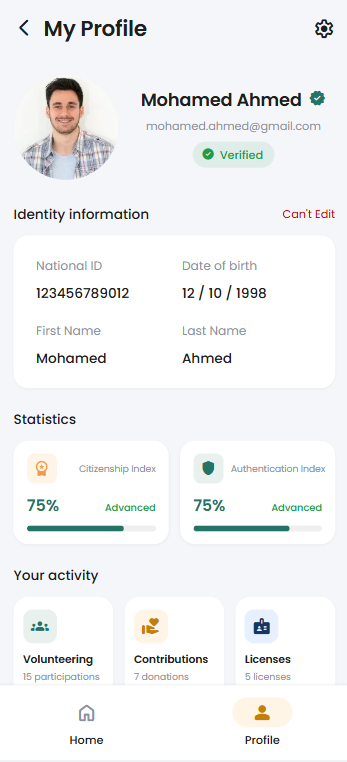 My Profile
Mohamed Ahmed
mohamed.ahmed@gmail.com
Verified
Identity information Can't Edit
National ID Date of birth
123456789012 12 / 10 / 1998
First Name Last Name
Mohamed Ahmed
Statistics
Citizenship Index Authentication Index
75% Advanced 75% Advanced
Your activity
Volunteering Contributions Licenses
15 participations 7 donations 5 licenses
Home Profile